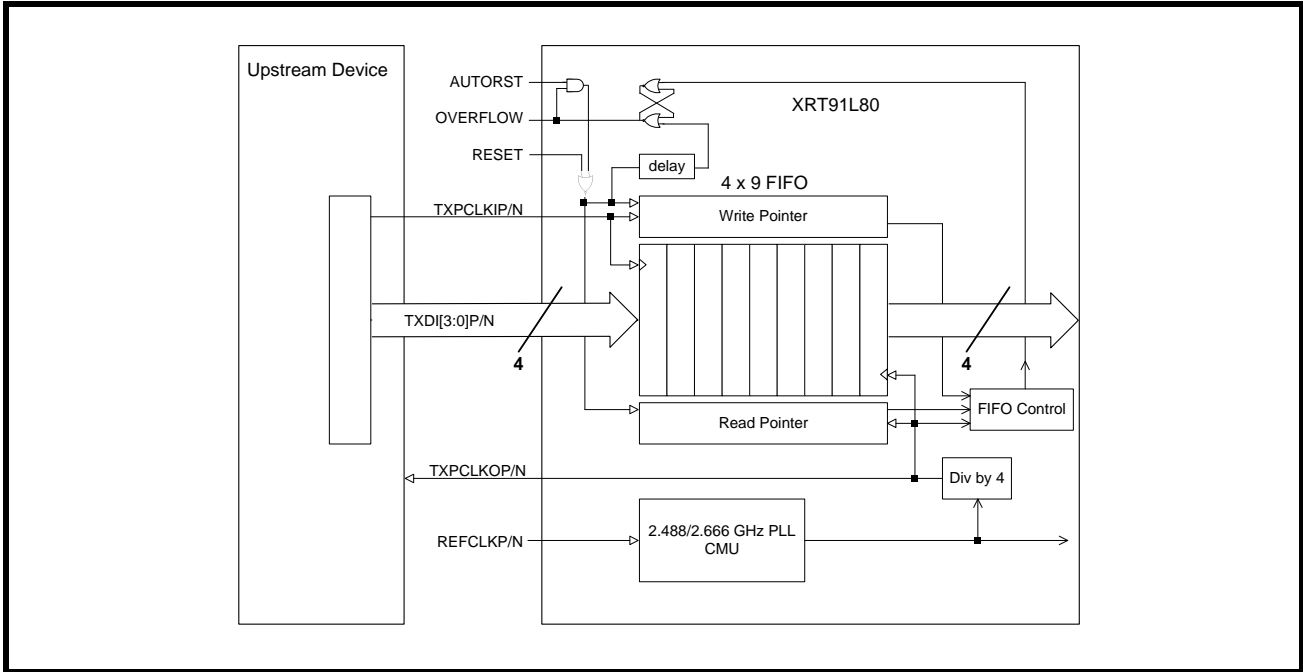 Upstream Device
AUTORST
OVERFLOW
RESET
XRT91L80
delay
4 x 9 FIFO
TXPCLKIP/N
Write Pointer
TXDI[3:0]P/N
4
4
FIFO Control
Read Pointer
TXPCLKOP/N
Div by 4
REFCLKP/N
2.488/2.666 GHz PLL
CMU